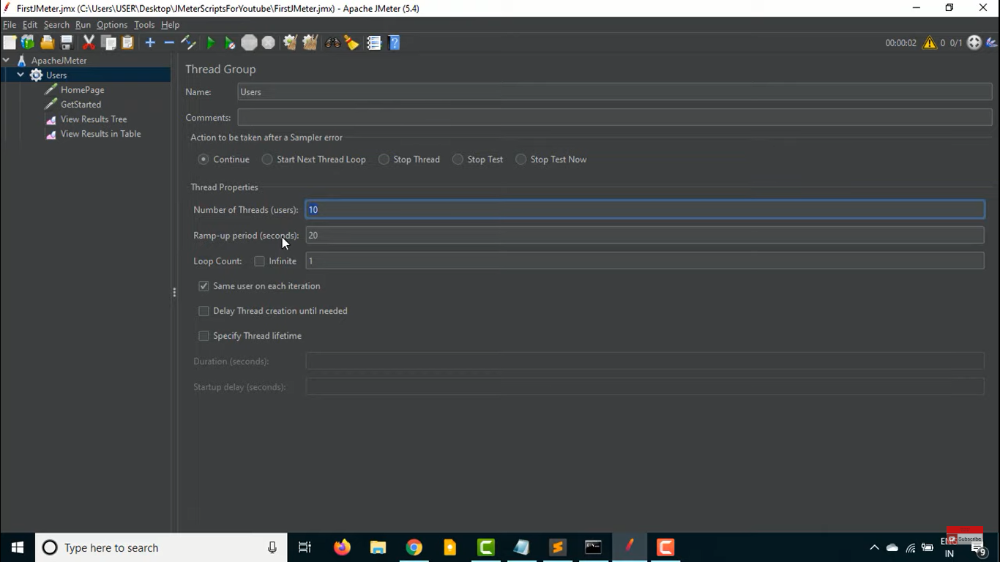 FirstJMeter.jmx (C:\Users\USER\Desktop\JMeterScriptsForYoutube\FirstJMeter.jmx) - Apache JMeter (5.4)
File Edit Search Run Options Tools Help
00:00:02 0 0/1
ApacheJMeter
Users
HomePage
GetStarted
View Results Tree
View Results in Table
Thread Group
Name: Users
Comments:
Action to be taken after a Sampler error
Continue Start Next Thread Loop Stop Thread Stop Test Stop Test Now
Thread Properties
Number of Threads (users): 10
Ramp-up period (seconds): 20
Loop Count: Infinite 1
Same user on each iteration
Delay Thread creation until needed
Specify Thread lifetime
Duration (seconds):
Startup delay (seconds):
Type here to search
Subscribe
IN
9